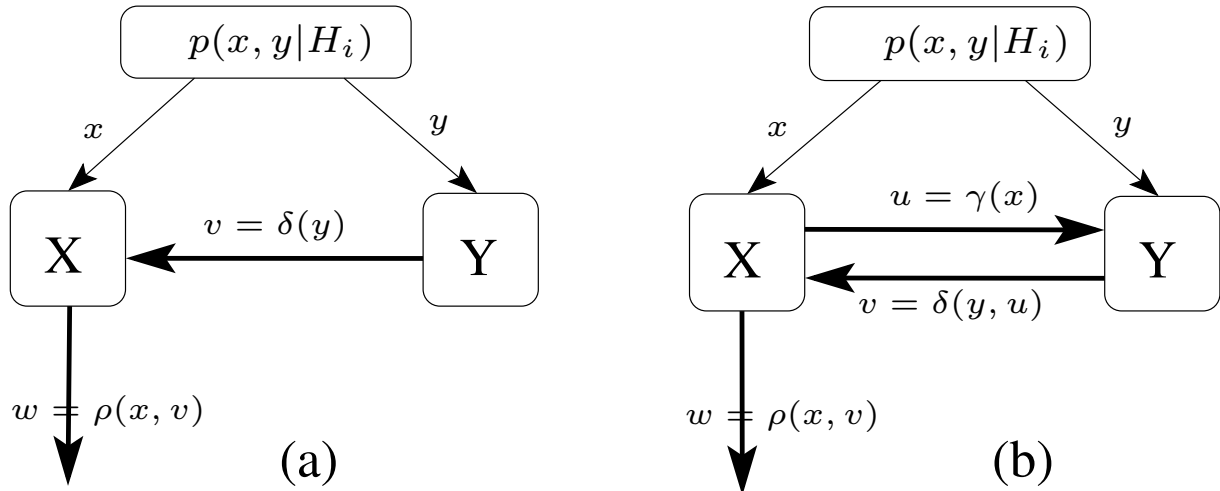 p(x, y|H_i)
x
y
X
v = δ(y)
Y
w = ρ(x, v)
(a)
p(x, y|H_i)
x
y
X
u = γ(x)
v = δ(y, u)
Y
w = ρ(x, v)
(b)